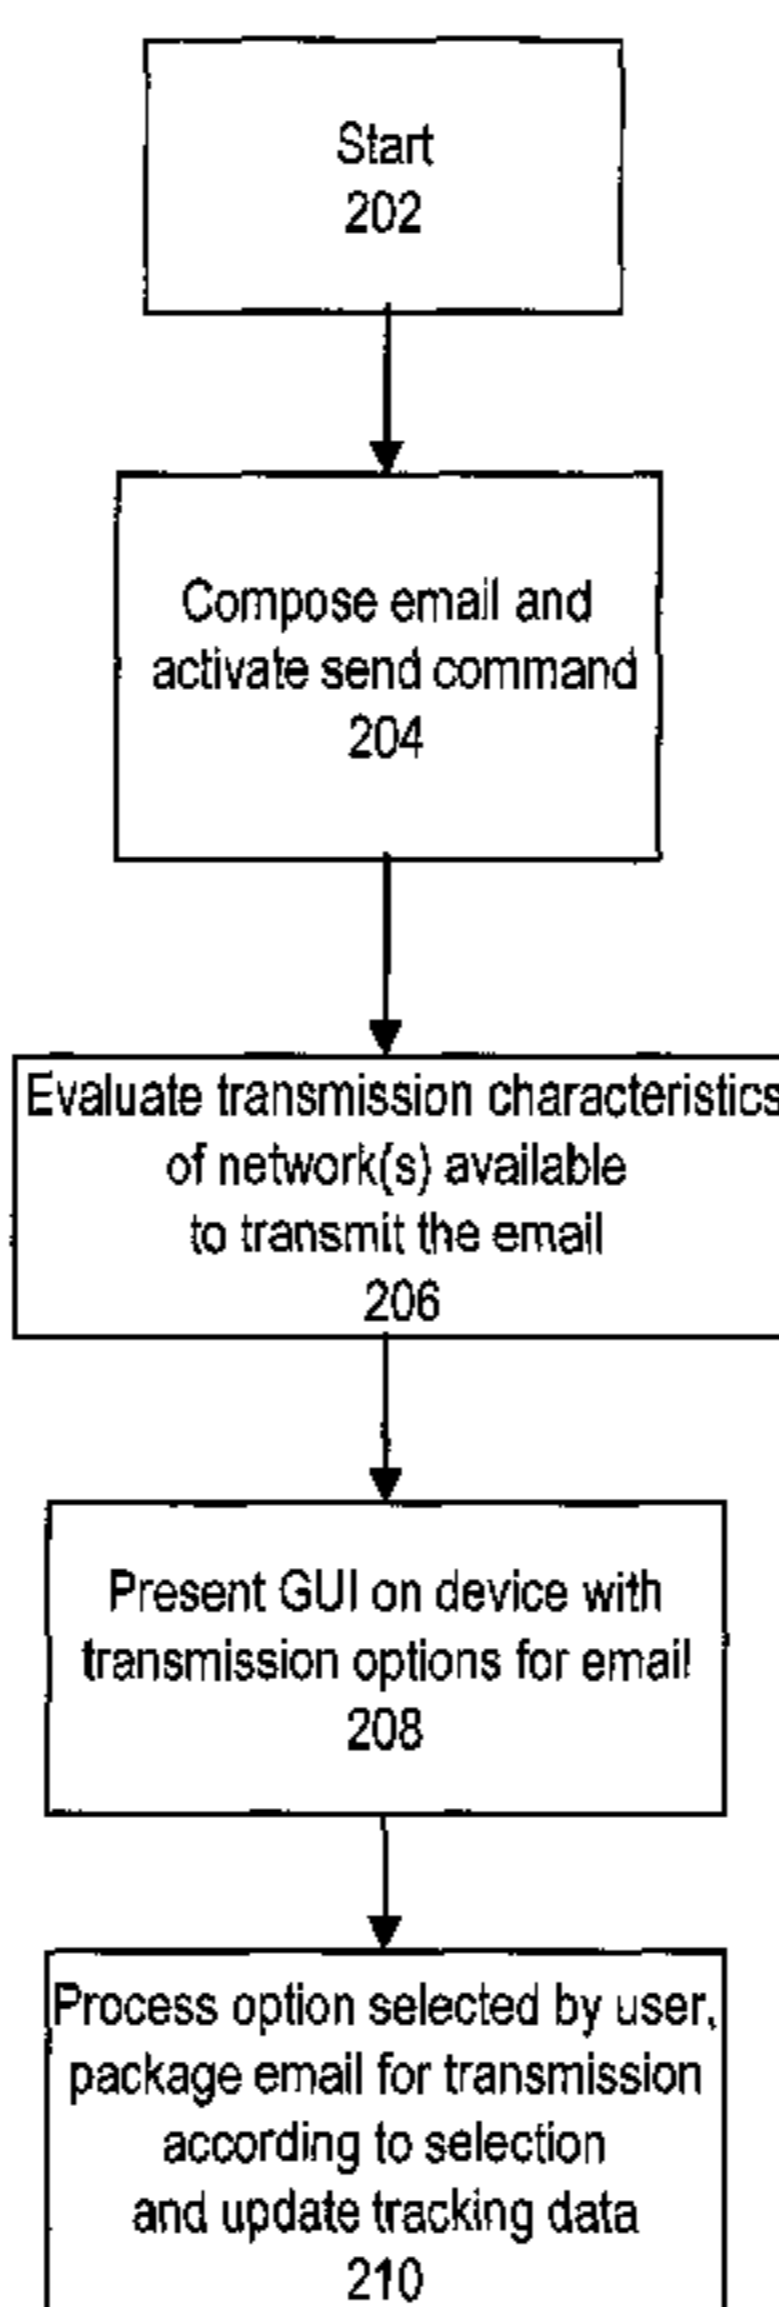 Start
202
Compose email and
activate send command
204
Evaluate transmission characteristics
of network(s) available
to transmit the email
206
Present GUI on device with
transmission options for email
208
Process option selected by user,
package email for transmission
according to selection
and update tracking data
210